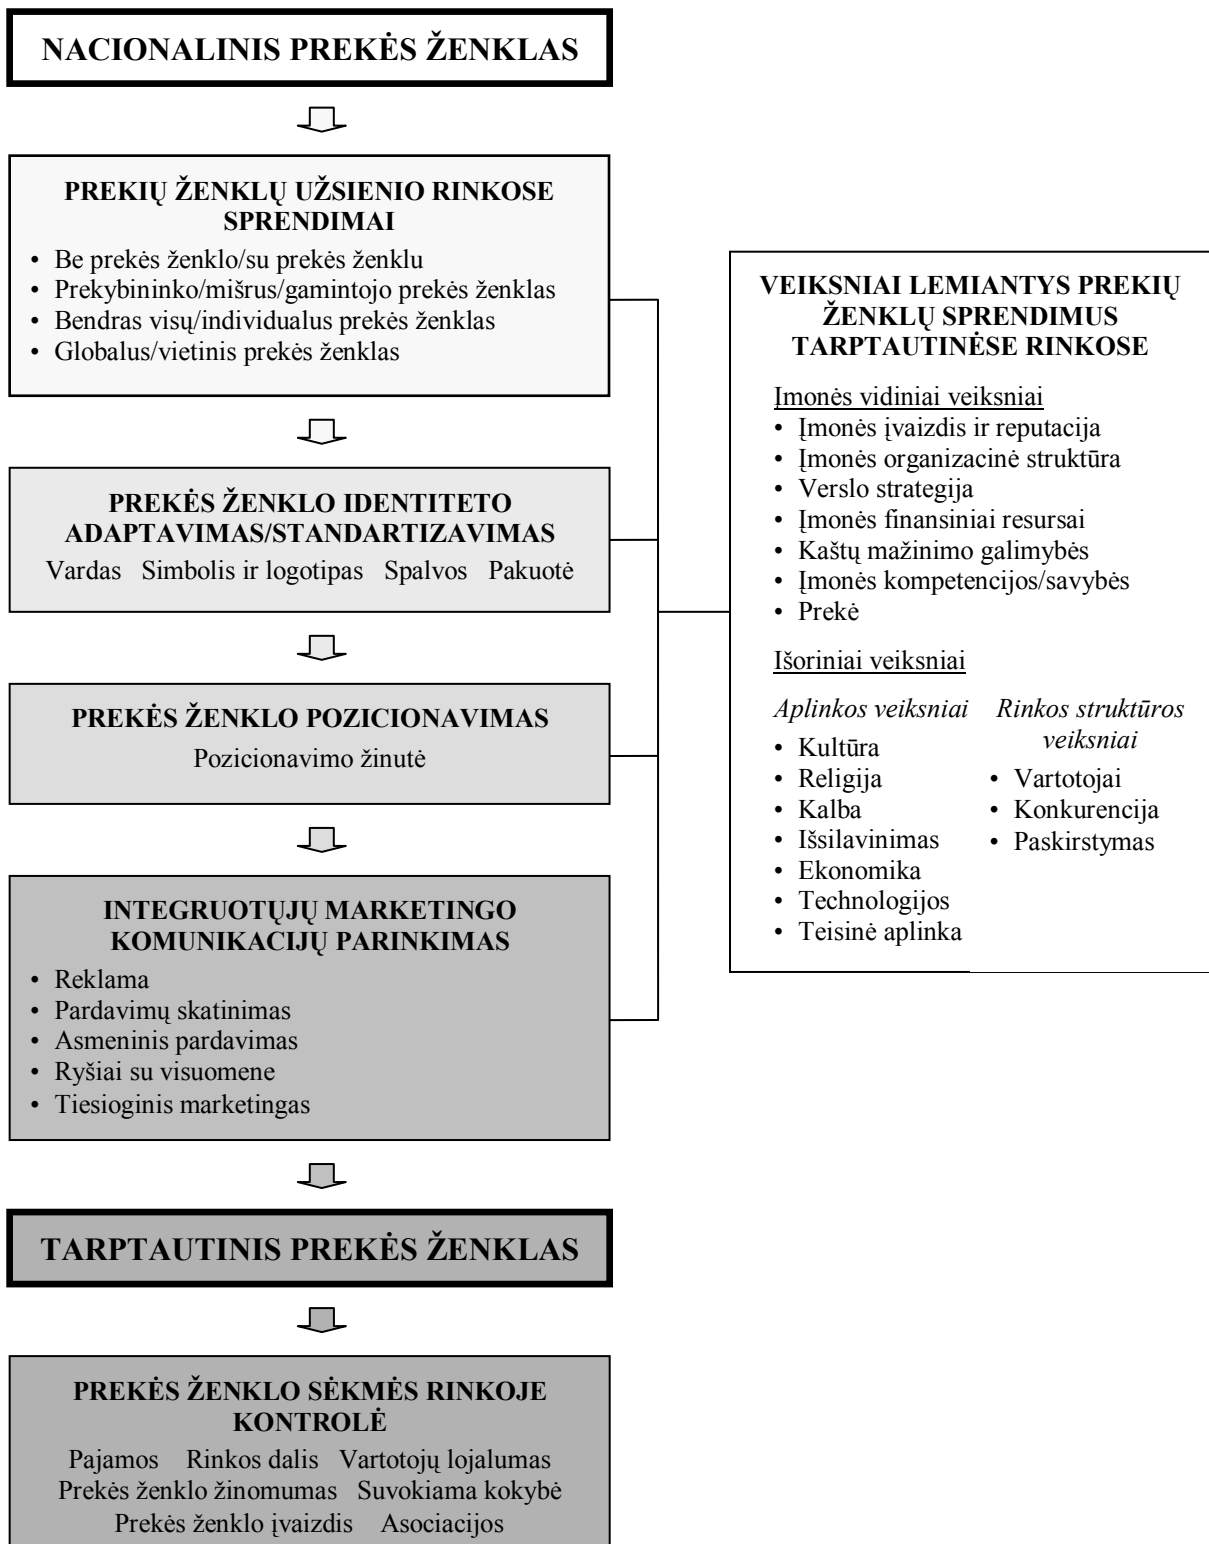 NACIONALINIS PREKĖS ŽENKLAS
PREKIŲ ŽENKLŲ UŽSIENIO RINKOSE
SPRENDIMAI
• Be prekės ženklo/su prekės ženklu
• Prekybininko/mišrus/gamintojo prekės ženklas
• Bendras visų/individualus prekės ženklas
• Globalus/vietinis prekės ženklas
PREKĖS ŽENKLO IDENTITETO
ADAPTAVIMAS/STANDARTIZAVIMAS
Vardas Simbolis ir logotipas Spalvos Pakuotė
PREKĖS ŽENKLO POZICIONAVIMAS
Pozicionavimo žinutė
INTEGRUOTŲJŲ MARKETINGO
KOMUNIKACIJŲ PARINKIMAS
• Reklama
• Pardavimų skatinimas
• Asmeninis pardavimas
• Ryšiai su visuomene
• Tiesioginis marketingas
TARPTAUTINIS PREKĖS ŽENKLAS
PREKĖS ŽENKLO SĖKMĖS RINKOJE
KONTROLĖ
Pajamos Rinkos dalis Vartotojų lojalumas
Prekės ženklo žinomumas Suvokiama kokybė
Prekės ženklo įvaizdis Asociacijos
VEIKSNIAI LEMIANTYS PREKIŲ
ŽENKLŲ SPRENDIMUS
TARPTAUTINĖSE RINKOSE
Įmonės vidiniai veiksniai
• Įmonės įvaizdis ir reputacija
• Įmonės organizacinė struktūra
• Verslo strategija
• Įmonės finansiniai resursai
• Kaštų mažinimo galimybės
• Įmonės kompetencijos/savybės
• Prekė
Išoriniai veiksniai
Aplinkos veiksniai
• Kultūra
• Religija
• Kalba
• Išsilavinimas
• Ekonomika
• Technologijos
• Teisinė aplinka
Rinkos struktūros
veiksniai
• Vartotojai
• Konkurencija
• Paskirstymas